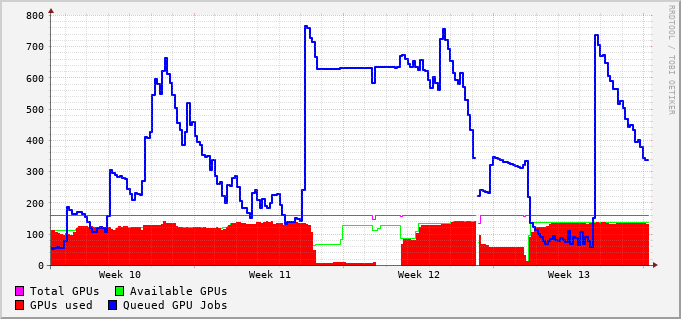 800
700
600
500
400
300
200
100
0
Week 10 Week 11 Week 12 Week 13
Total GPUs Available GPUs
GPUs used Queued GPU Jobs
RRDTOOL / TOBI OETIKER